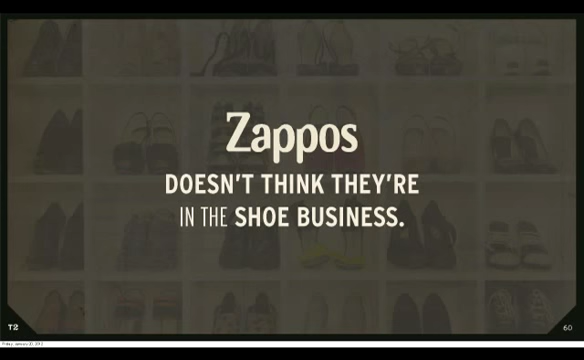 Zappos
DOESN'T THINK THEY'RE
IN THE SHOE BUSINESS.
T2
60